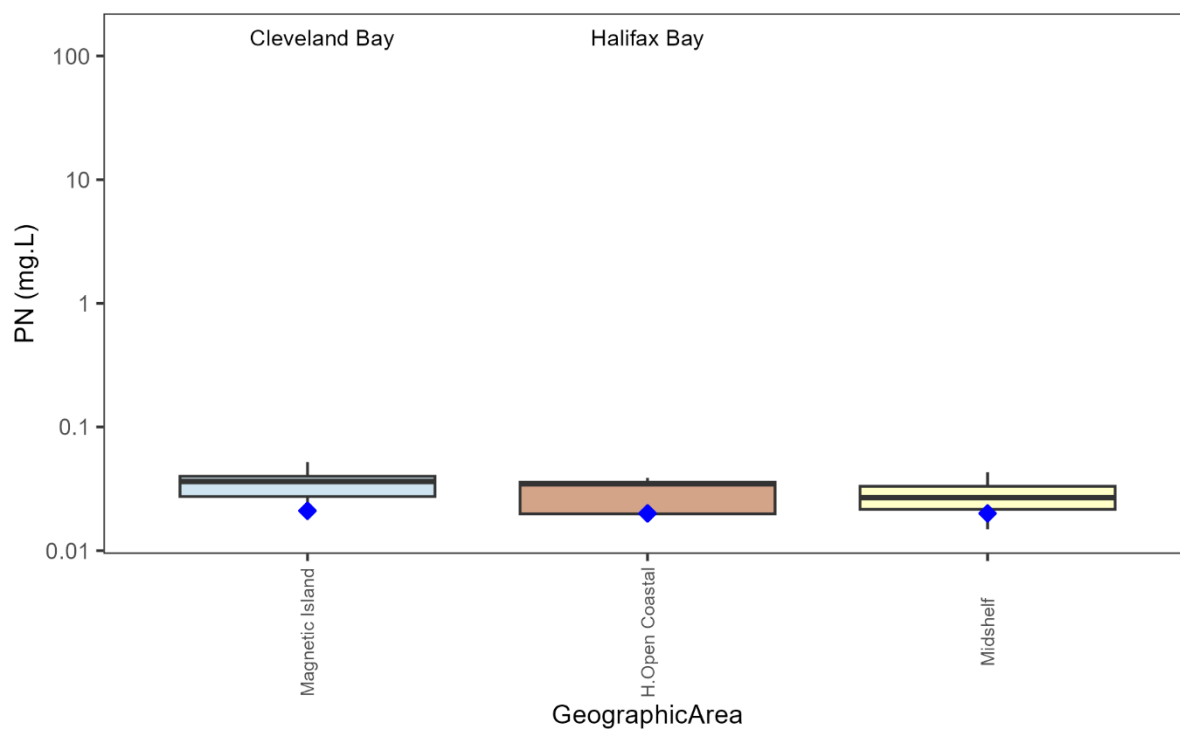 Cleveland Bay
Halifax Bay
100
10
1
0.1
0.01
PN (mg.L)
Magnetic Island
H.Open Coastal
Midshelf
GeographicArea